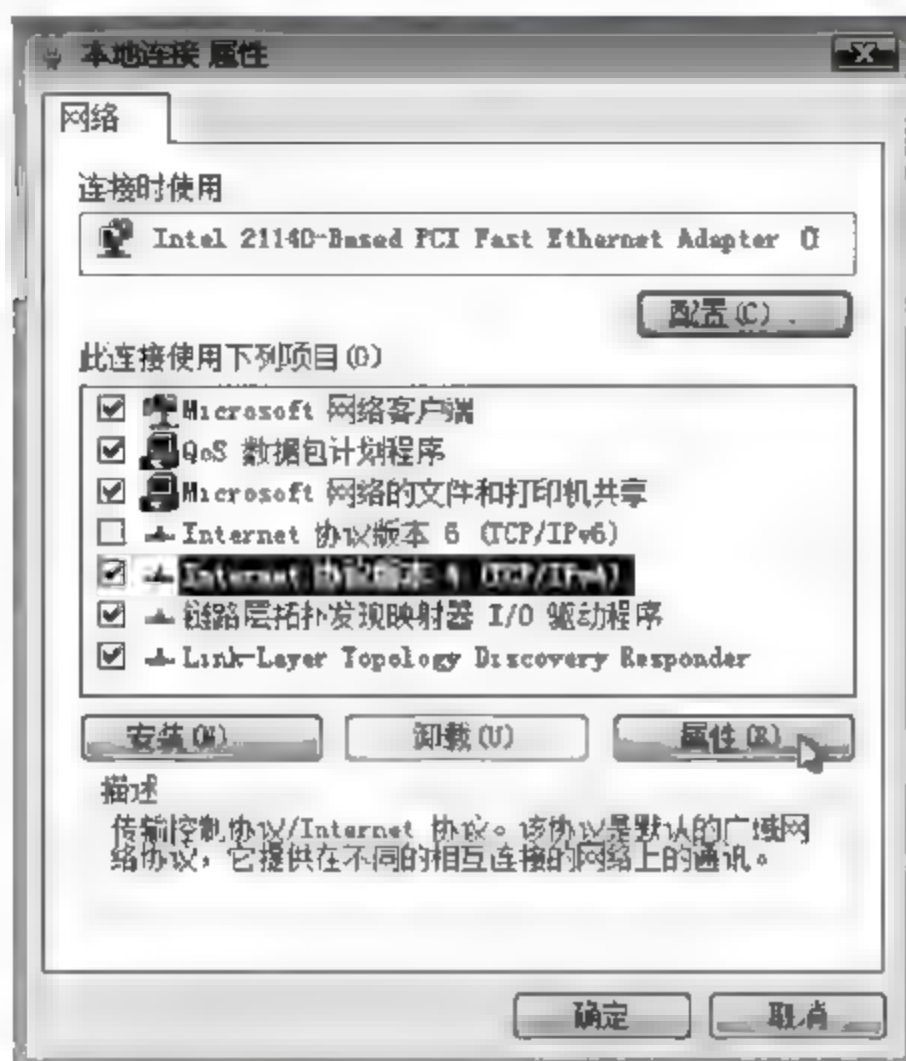 本地连接 属性
网络
连接时使用
Intel 21140-Based PCI Fast Ethernet Adapter
配置(C)
此连接使用下列项目(O)
Microsoft 网络客户端
QoS 数据包计划程序
Microsoft 网络的文件和打印机共享
Internet 协议版本 6 (TCP/IPv6)
Internet 协议版本 4 (TCP/IPv4)
链路层拓扑发现映射器 I/O 驱动程序
Link-Layer Topology Discovery Responder
安装(N) 卸载(U) 属性(R)
描述
传输控制协议/Internet 协议。该协议是默认的广域网
络协议，它提供在不同的相互连接的网络上的通讯。
确定 取消